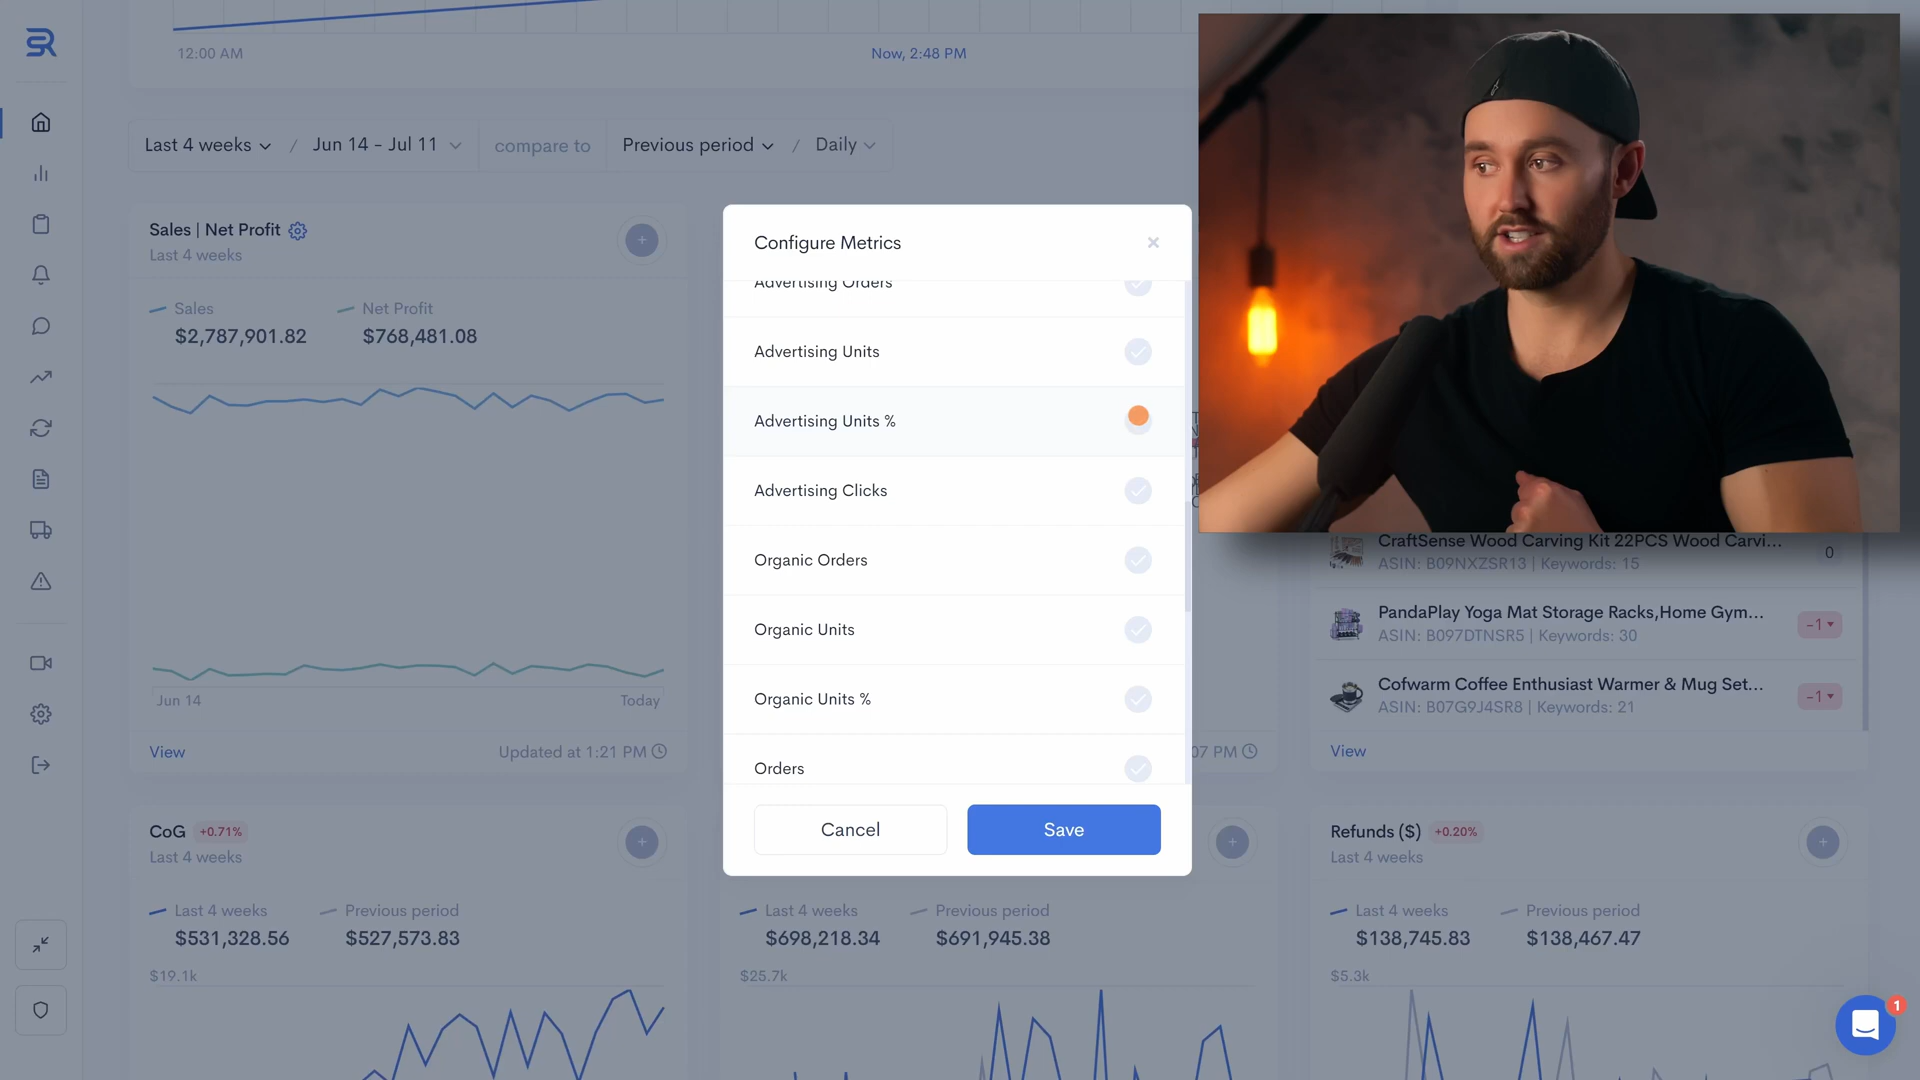 12:00 AM
Now, 2:48 PM
Last 4 weeks / Jun 14 - Jul 11 compare to Previous period / Daily
Sales | Net Profit
Last 4 weeks
Sales
$2,787,901.82
Net Profit
$768,481.08
Jun 14
Today
View
Updated at 1:21 PM
Configure Metrics
Advertising Orders
Advertising Units
Advertising Units %
Advertising Clicks
Organic Orders
Organic Units
Organic Units %
Orders
Cancel
Save
07 PM
CraftSense Wood Carving Kit 22PCS Wood Carvi...
ASIN: B09NXZSR13 | Keywords: 15
0
PandaPlay Yoga Mat Storage Racks,Home Gym...
ASIN: B097DTNSR5 | Keywords: 30
-1
Cofwarm Coffee Enthusiast Warmer & Mug Set...
ASIN: B07G9J4SR8 | Keywords: 21
-1
View
CoG +0.71%
Last 4 weeks
Last 4 weeks
$531,328.56
Previous period
$527,573.83
$19.1k
Last 4 weeks
$698,218.34
Previous period
$691,945.38
$25.7k
Refunds ($) +0.20%
Last 4 weeks
Last 4 weeks
$138,745.83
Previous period
$138,467.47
$5.3k
1